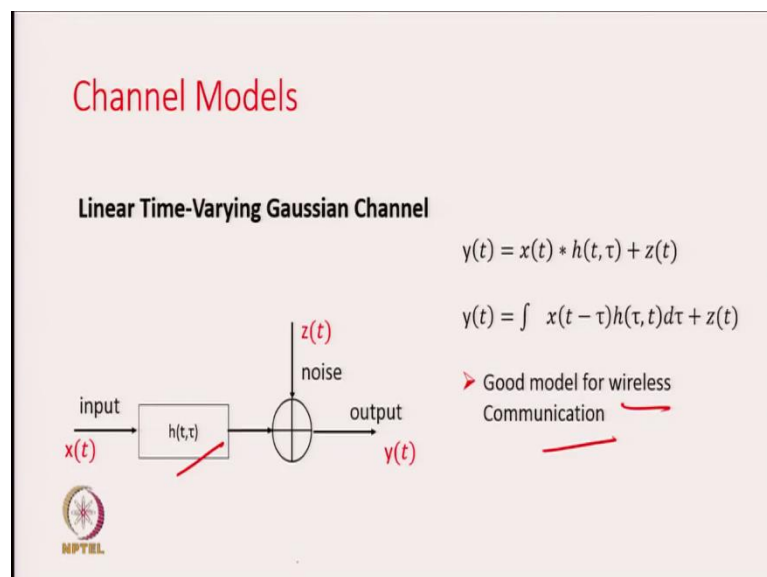 Channel Models
Linear Time-Varying Gaussian Channel
y(t) = x(t) ∗ h(t, τ) + z(t)
y(t) = ∫ x(t − τ)h(τ, t)dτ + z(t)
➤ Good model for wireless
Communication
z(t)
noise
input
h(t,τ)
output
x(t)
y(t)
NPTEL